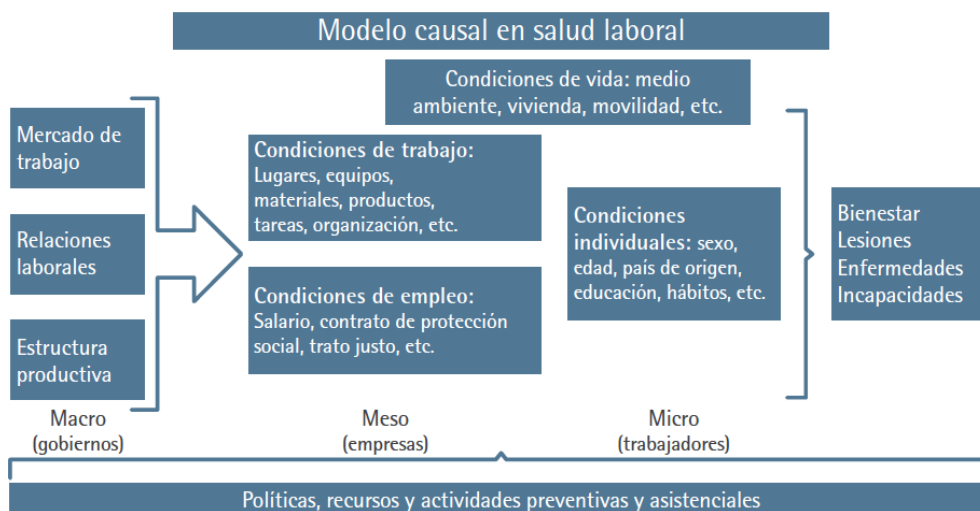 Modelo causal en salud laboral
Condiciones de vida: medio
ambiente, vivienda, movilidad, etc.
Mercado de
trabajo
Relaciones
laborales
Estructura
productiva
Condiciones de trabajo:
Lugares, equipos,
materiales, productos,
tareas, organización, etc.
Condiciones de empleo:
Salario, contrato de protección
social, trato justo, etc.
Condiciones
individuales: sexo,
edad, país de origen,
educación, hábitos, etc.
Bienestar
Lesiones
Enfermedades
Incapacidades
Macro
(gobiernos)
Meso
(empresas)
Micro
(trabajadores)
Políticas, recursos y actividades preventivas y asistenciales